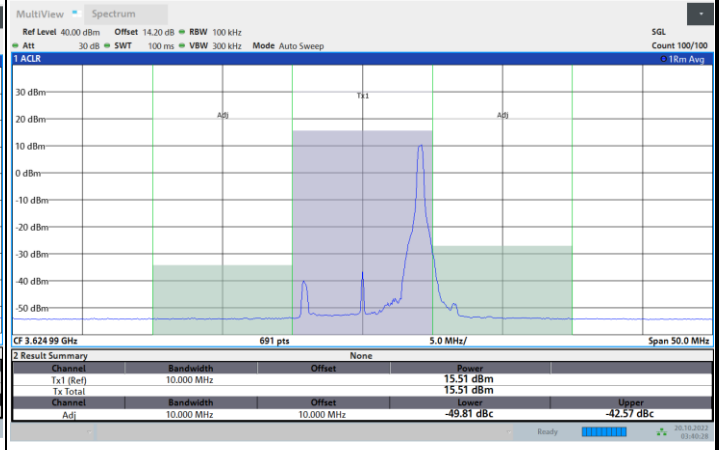 MultiView Spectrum
Ref Level 40.00 dBm Offset 14.20 dB RBW 100 kHz SGL
Att 30 dB SWT 100 ms VBW 300 kHz Mode Auto Sweep Count 100/100
1 ACLR 1Rm Avg
30 dBm
Tx1
20 dBm
Adj Adj
10 dBm
0 dBm
-10 dBm
-20 dBm
-30 dBm
-40 dBm
-50 dBm
CF 3.624 99 GHz 691 pts 5.0 MHz/ Span 50.0 MHz
2 Result Summary None
Channel Bandwidth Offset Power
Tx1 (Ref) 10.000 MHz 15.51 dBm
Tx Total 15.51 dBm
Channel Bandwidth Offset Lower Upper
Adj 10.000 MHz 10.000 MHz -49.81 dBc -42.57 dBc
Ready 20.10.2022
03:40:28